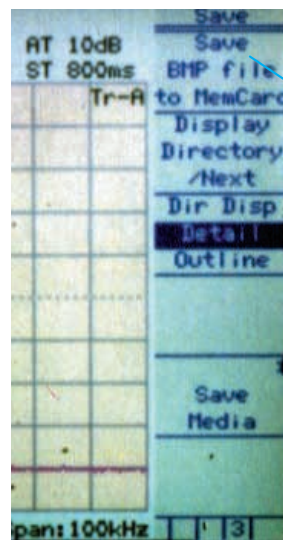 Save
AT 10dB
ST 800ms
Tr-A
Save
BMP file
to MemCard
Display
Directory
/Next
Dir Disp
Detail
Outline
*
Save
Media
pan:100kHz
3